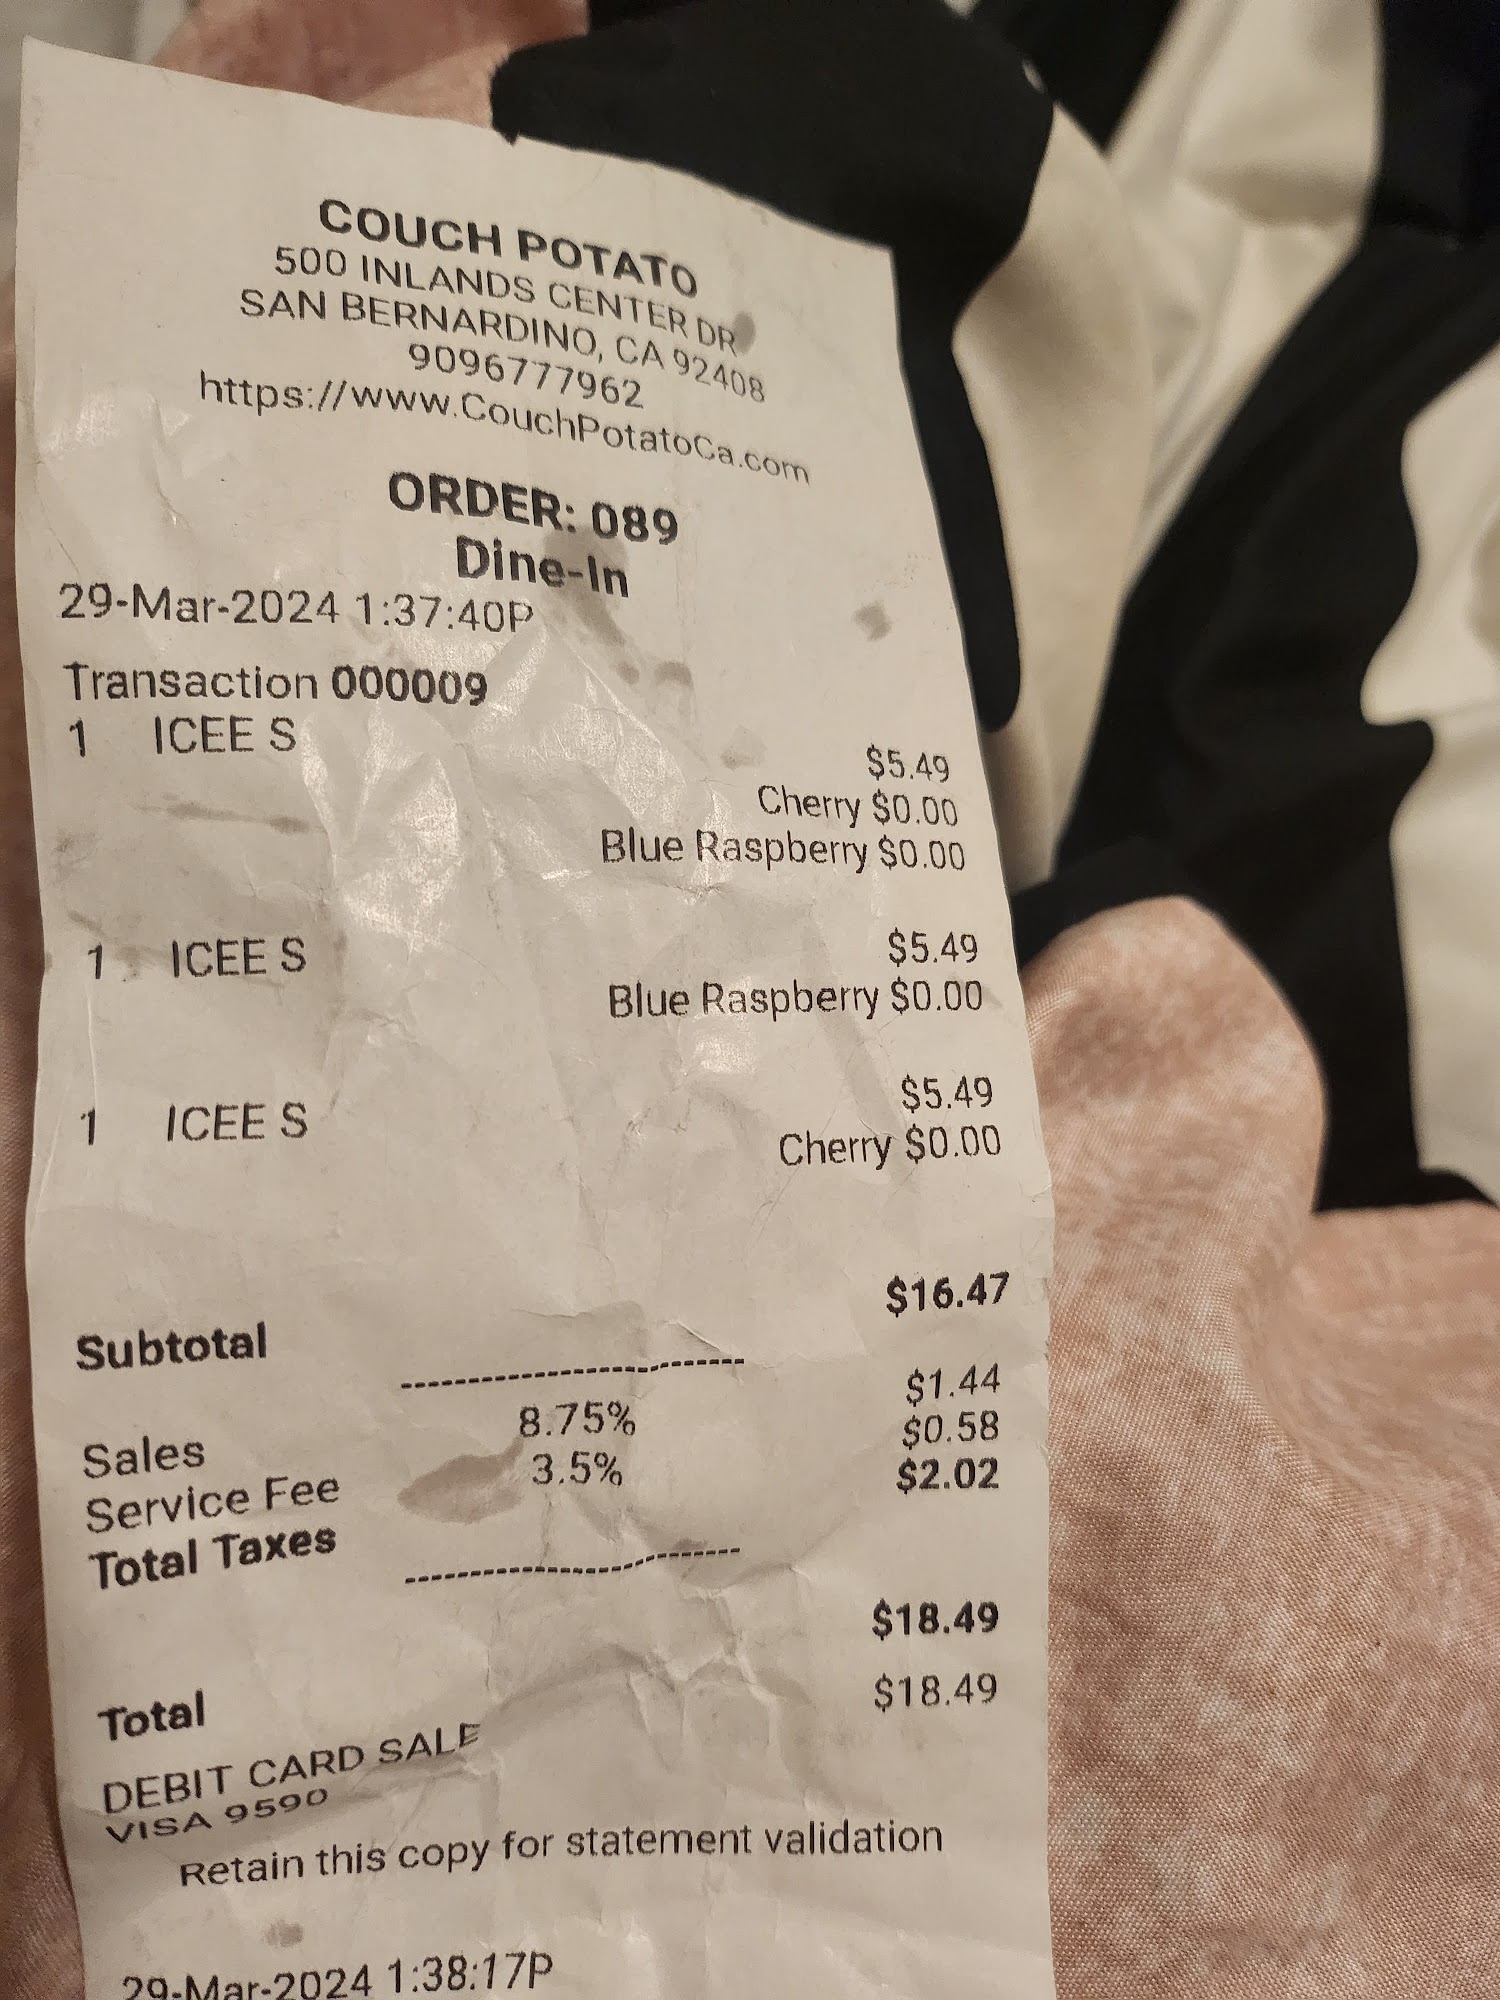 COUCH POTATO
500 INLANDS CENTER DR
SAN BERNARDINO, CA 92408
9096777962
https://www.CouchPotatoCa.com
ORDER: 089
Dine-In
29-Mar-2024 1:37:40P
Transaction 000009
1 ICEE S $5.49
Cherry $0.00
Blue Raspberry $0.00
1 ICEE S $5.49
Blue Raspberry $0.00
1 ICEE S $5.49
Cherry $0.00
Subtotal $16.47
Sales 8.75% $1.44
Service Fee 3.5% $0.58
Total Taxes $2.02
Total $18.49
DEBIT CARD SALE $18.49
VISA 9590
Retain this copy for statement validation
29-Mar-2024 1:38:17P